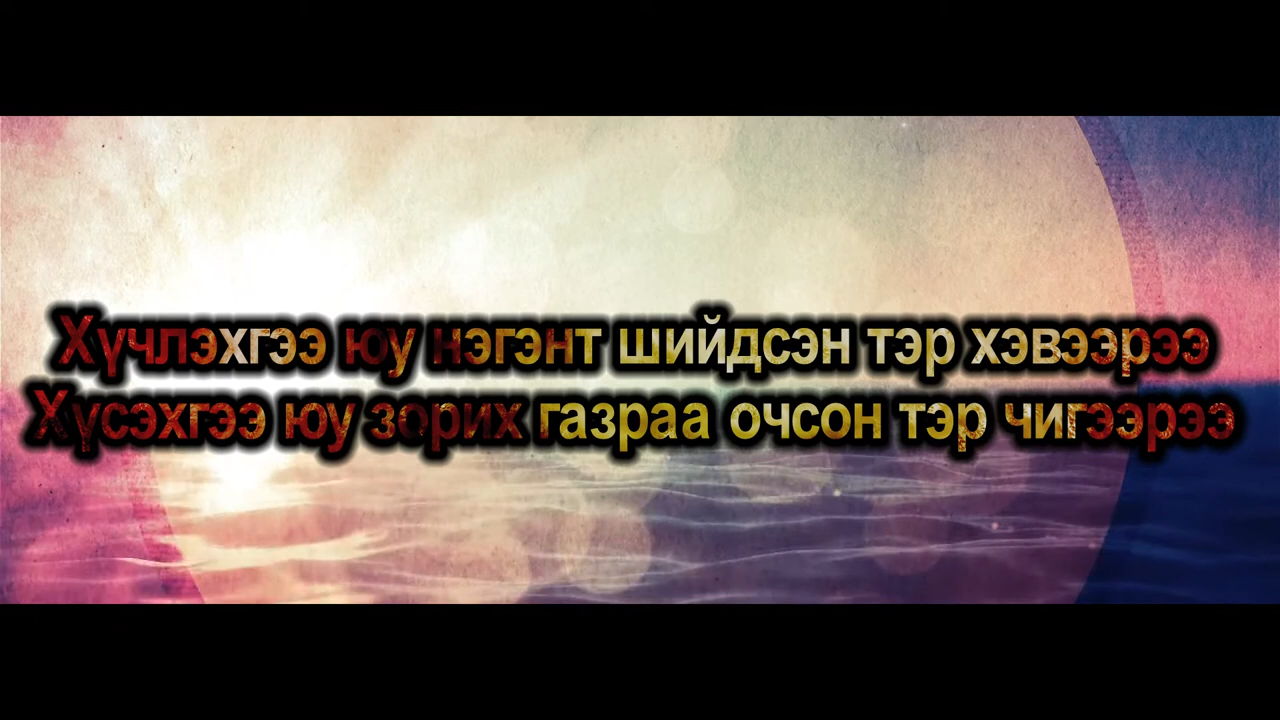 Хүчлэхгээ юу нэгэнт шийдсэн тэр хэвээрээ
Хүсэхгээ юу зорих газраа очсон тэр чигээрээ